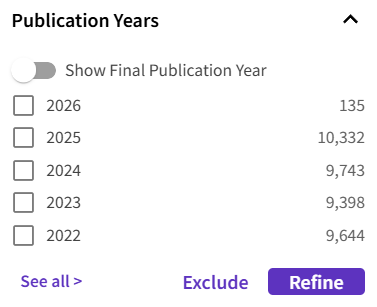 Publication Years
Show Final Publication Year
2026 135
2025 10,332
2024 9,743
2023 9,398
2022 9,644
See all > Exclude Refine